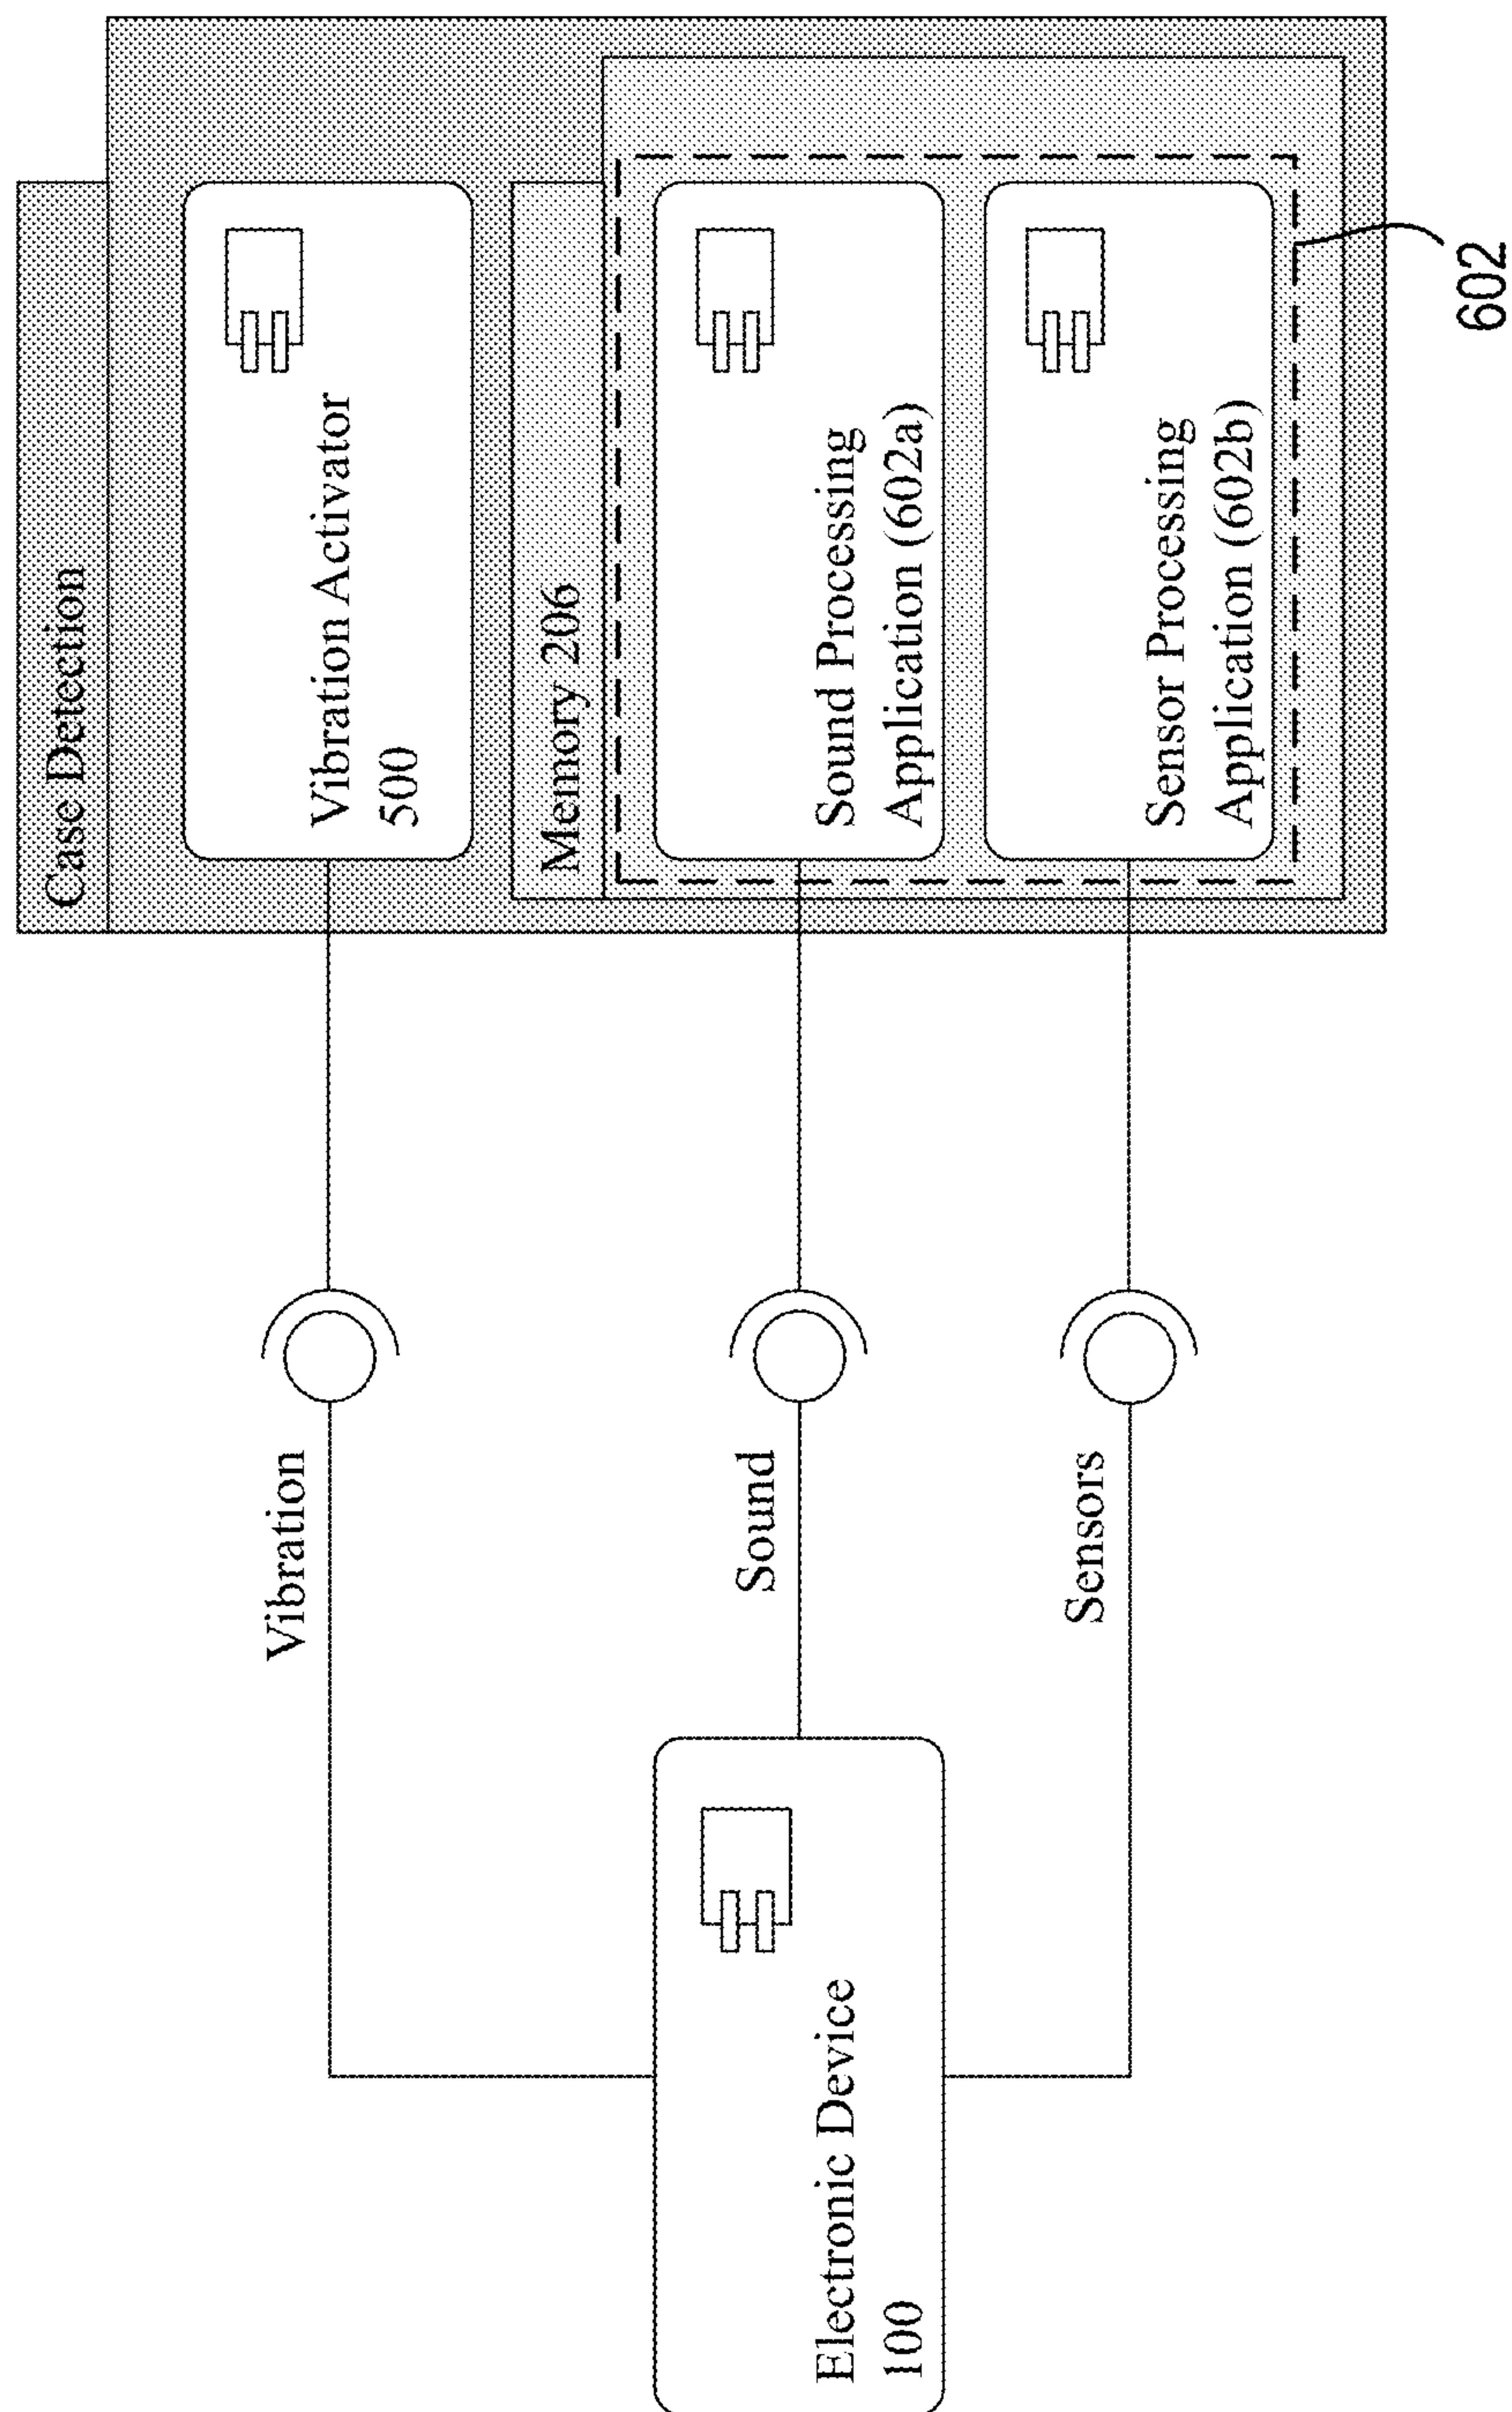 Case Detection
Vibration Activator
500
Memory 206
Sound Processing
Application (602a)
Sensor Processing
Application (602b)
602
Vibration
Sound
Sensors
Electronic Device
100